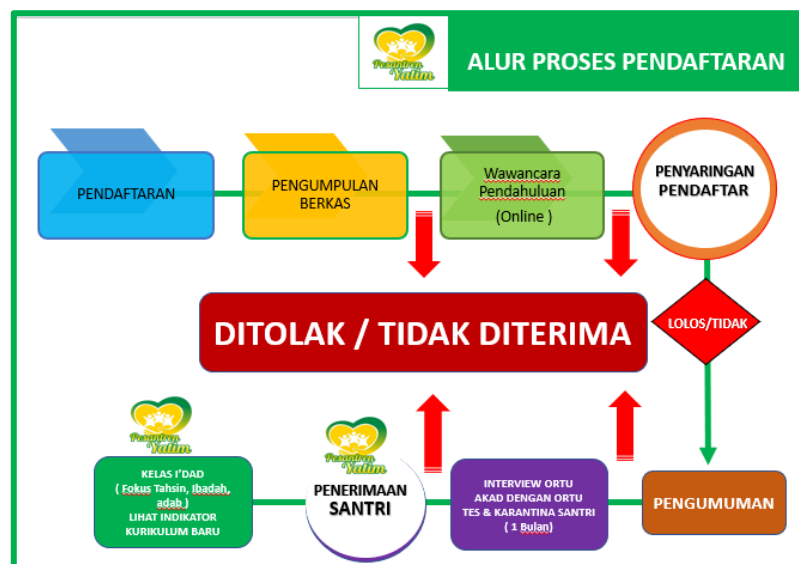 Pesantren
Yatim
ALUR PROSES PENDAFTARAN
PENDAFTARAN
PENGUMPULAN
BERKAS
Wawancara
Pendahuluan
(Online )
PENYARINGAN
PENDAFTAR
DITOLAK / TIDAK DITERIMA
LOLOS/TIDAK
Pesantren
Yatim
KELAS I'DAD
( Fokus Tahsin, Ibadah,
adab )
LIHAT INDIKATOR
KURIKULUM BARU
Pesantren
Yatim
PENERIMAAN
SANTRI
INTERVIEW ORTU
AKAD DENGAN ORTU
TES & KARANTINA SANTRI
( 1 Bulan)
PENGUMUMAN